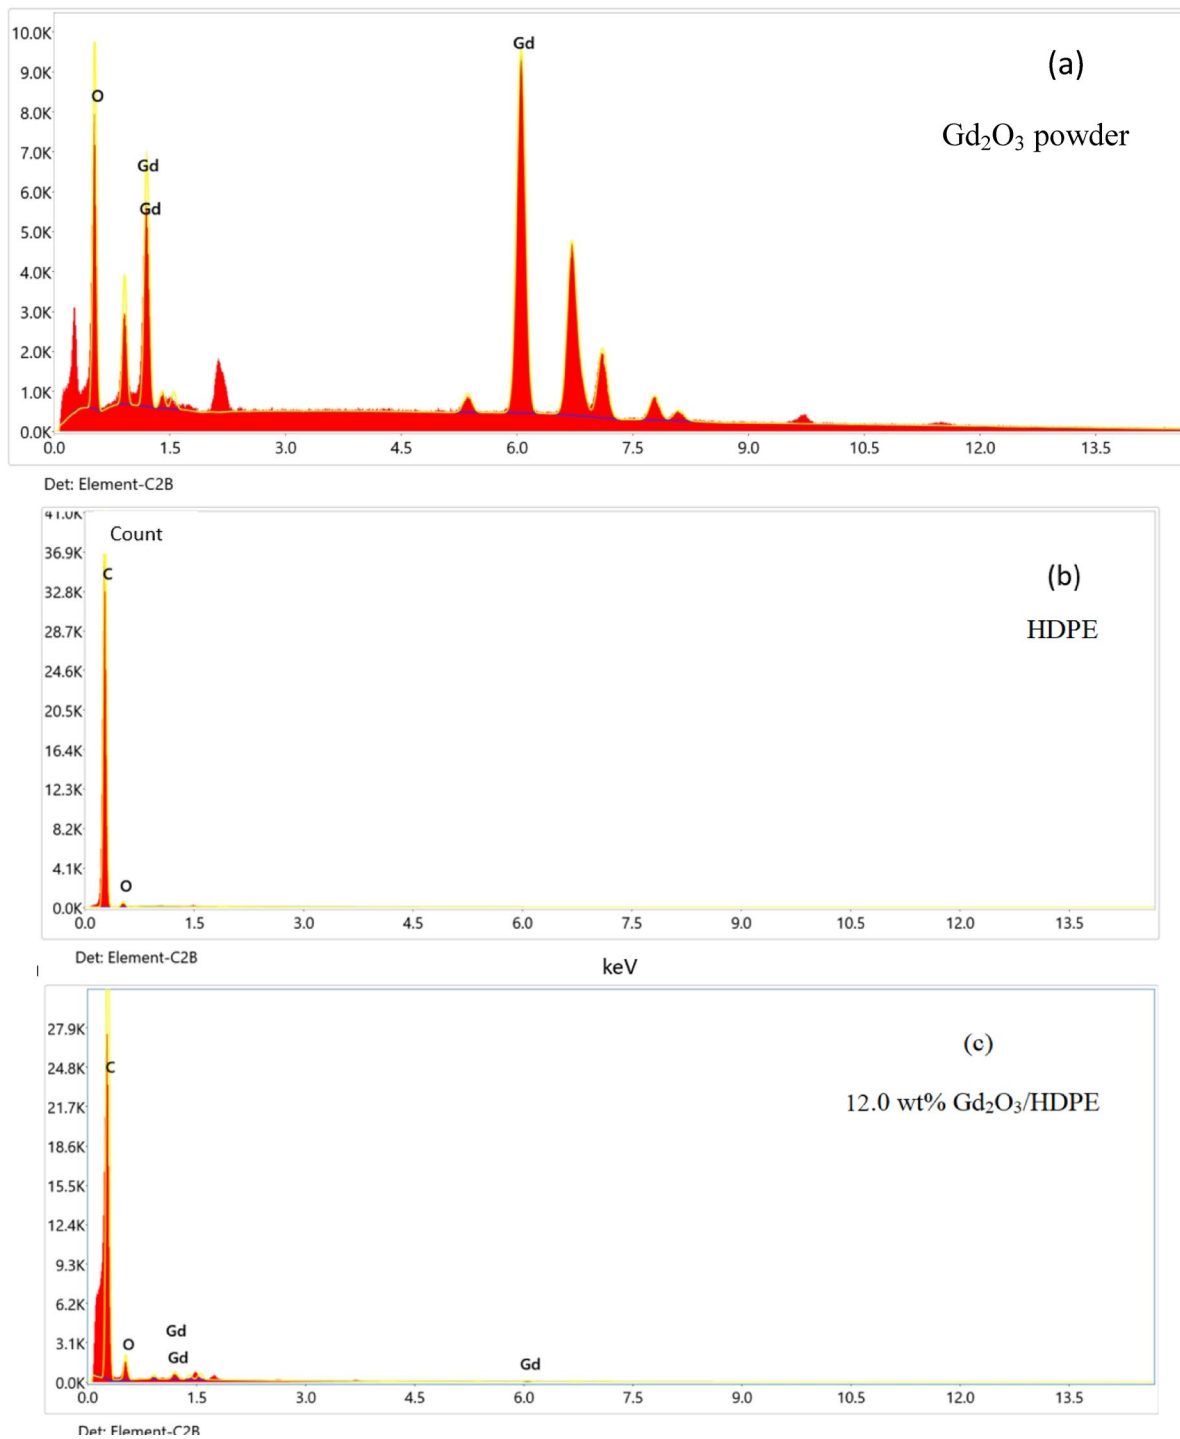 10.0K
Gd
(a)
9.0K
O
8.0K
Gd₂O₃ powder
7.0K
Gd
6.0K
Gd
5.0K
4.0K
3.0K
2.0K
1.0K
0.0K
0.0 1.5 3.0 4.5 6.0 7.5 9.0 10.5 12.0 13.5
Det: Element-C2B
41.0K
Count
36.9K
C
(b)
32.8K
28.7K
HDPE
24.6K
20.5K
16.4K
12.3K
8.2K
4.1K
O
0.0K
0.0 1.5 3.0 4.5 6.0 7.5 9.0 10.5 12.0 13.5
Det: Element-C2B
keV
27.9K
(c)
24.8K
C
21.7K
12.0 wt% Gd₂O₃/HDPE
18.6K
15.5K
12.4K
9.3K
6.2K
Gd
3.1K
O
Gd
Gd
0.0K
0.0 1.5 3.0 4.5 6.0 7.5 9.0 10.5 12.0 13.5
Det: Element-C2B